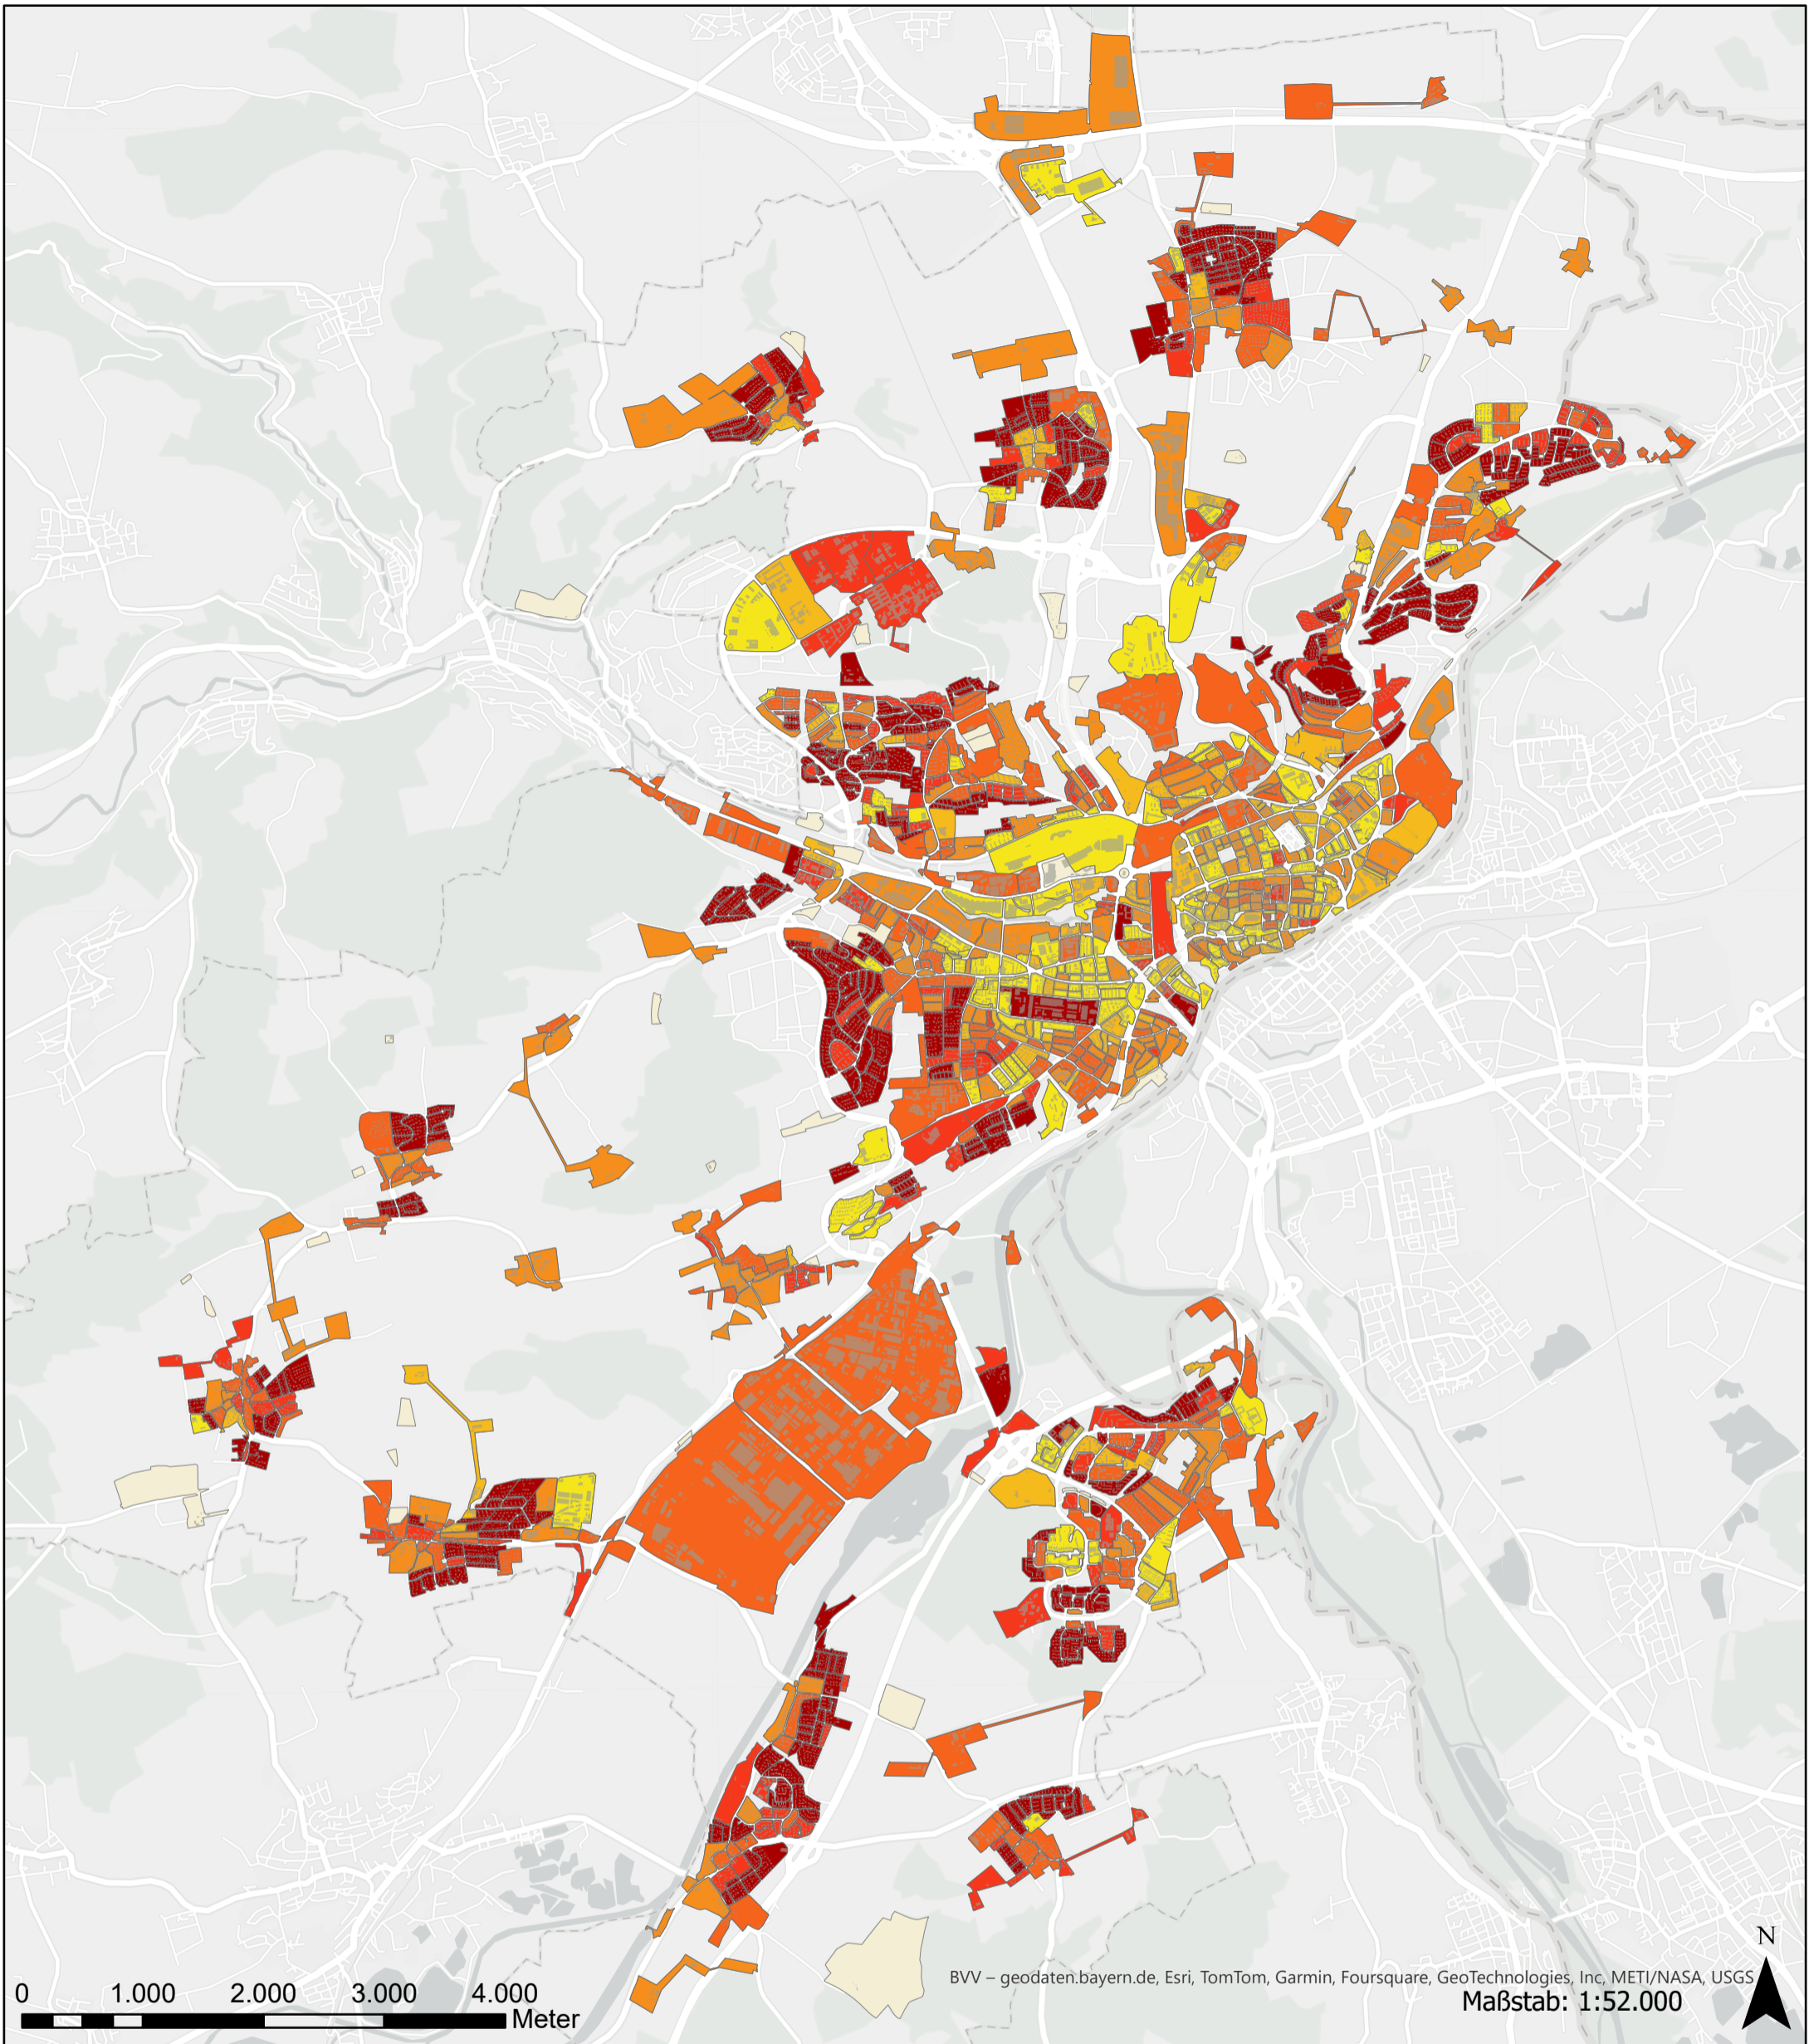 N
BVV – geodaten.bayern.de, Esri, TomTom, Garmin, Foursquare, GeoTechnologies, Inc, METI/NASA, USGS
0 1.000 2.000 3.000 4.000
Meter
Maßstab: 1:52.000